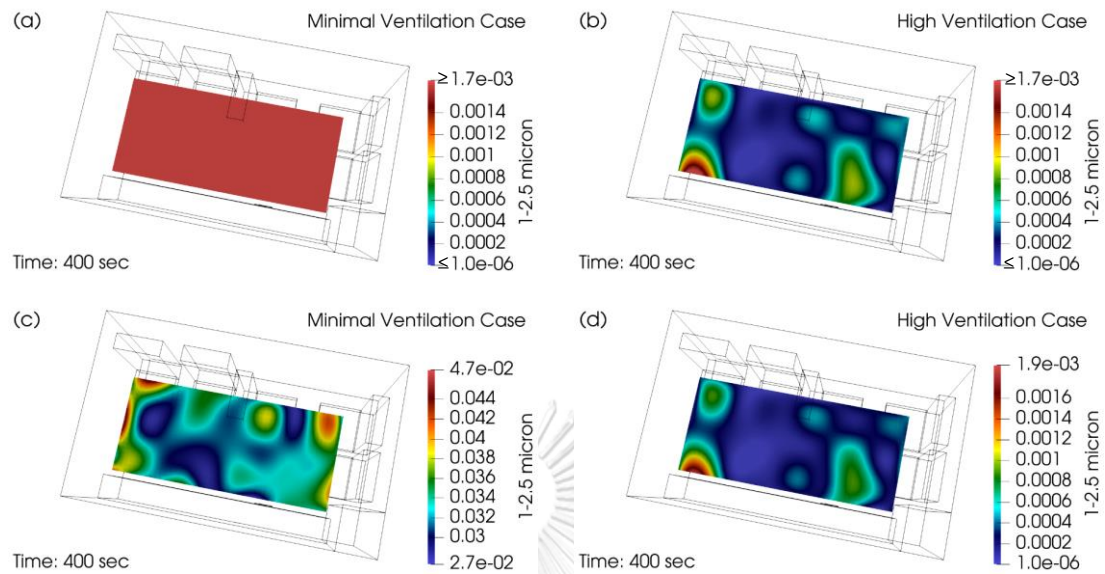 (a)
Minimal Ventilation Case
≥1.7e-03
0.0014
0.0012
0.001
0.0008
0.0006
0.0004
0.0002
≤1.0e-06
1-2.5 micron
Time: 400 sec
(b)
High Ventilation Case
≥1.7e-03
0.0014
0.0012
0.001
0.0008
0.0006
0.0004
0.0002
≤1.0e-06
1-2.5 micron
Time: 400 sec
(c)
Minimal Ventilation Case
4.7e-02
0.044
0.042
0.04
0.038
0.036
0.034
0.032
0.03
2.7e-02
1-2.5 micron
Time: 400 sec
(d)
High Ventilation Case
1.9e-03
0.0016
0.0014
0.0012
0.001
0.0008
0.0006
0.0004
0.0002
1.0e-06
1-2.5 micron
Time: 400 sec